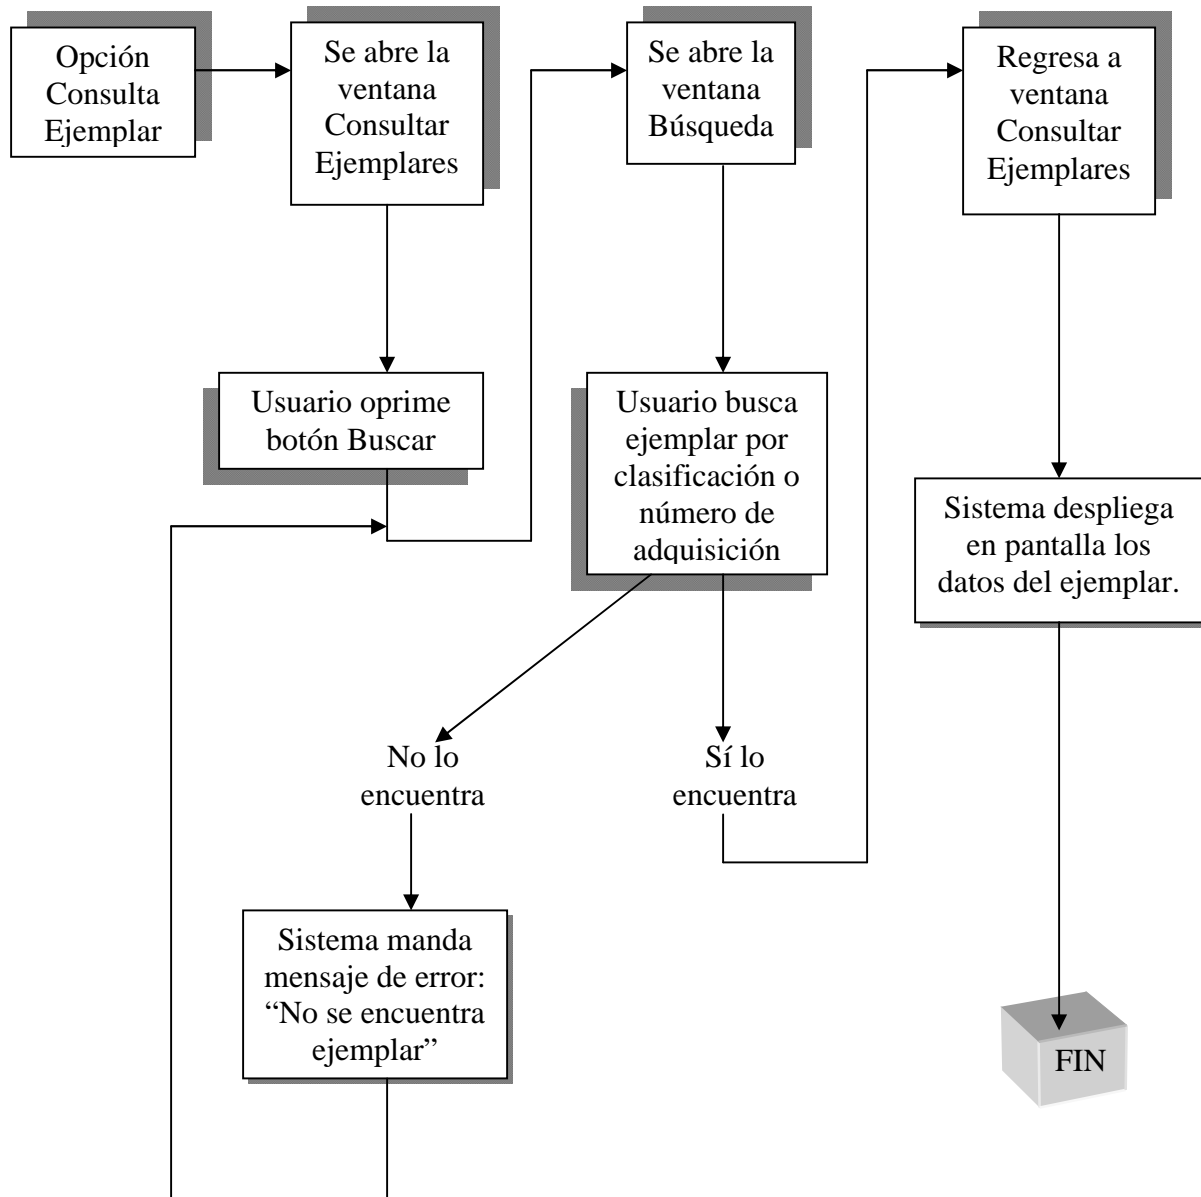 Opción
Consulta
Ejemplar
Se abre la
ventana
Consultar
Ejemplares
Se abre la
ventana
Búsqueda
Regresa a
ventana
Consultar
Ejemplares
Usuario oprime
botón Buscar
Usuario busca
ejemplar por
clasificación o
número de
adquisición
Sistema despliega
en pantalla los
datos del ejemplar.
No lo
encuentra
Sí lo
encuentra
Sistema manda
mensaje de error:
“No se encuentra
ejemplar”
FIN